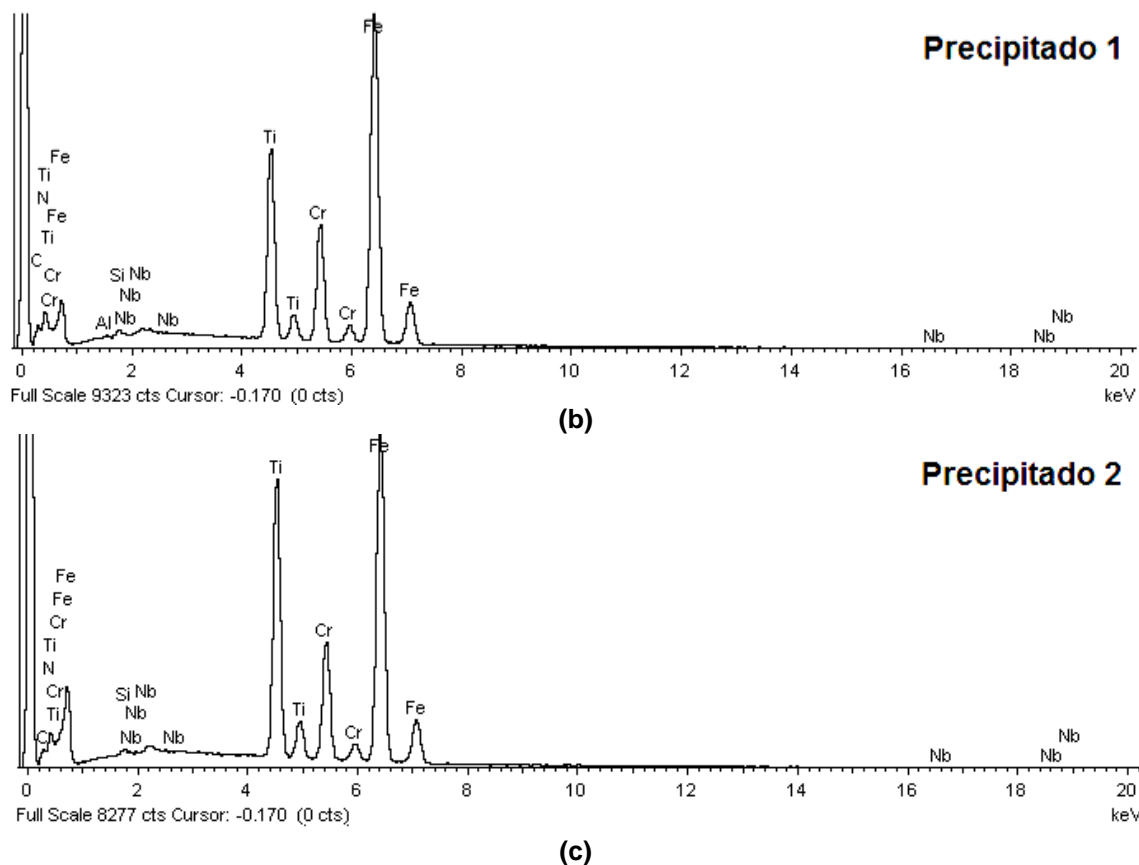 Precipitado 1
Fe
Ti
Fe
Ti
N
Cr
Fe
Ti
C
Si Nb
Cr
Nb
Fe
Cr
Ti
Cr
Al Nb
Nb
Nb
Nb
Nb
0 2 4 6 8 10 12 14 16 18 20
Full Scale 9323 cts Cursor: -0.170 (0 cts)
keV
(b)
Precipitado 2
Fe
Ti
Fe
Fe
Cr
Cr
Ti
N
Si Nb
Cr
Nb
Fe
Ti
Ti
C
Nb
Nb
Cr
Nb
Nb
Nb
0 2 4 6 8 10 12 14 16 18 20
Full Scale 8277 cts Cursor: -0.170 (0 cts)
keV
(c)